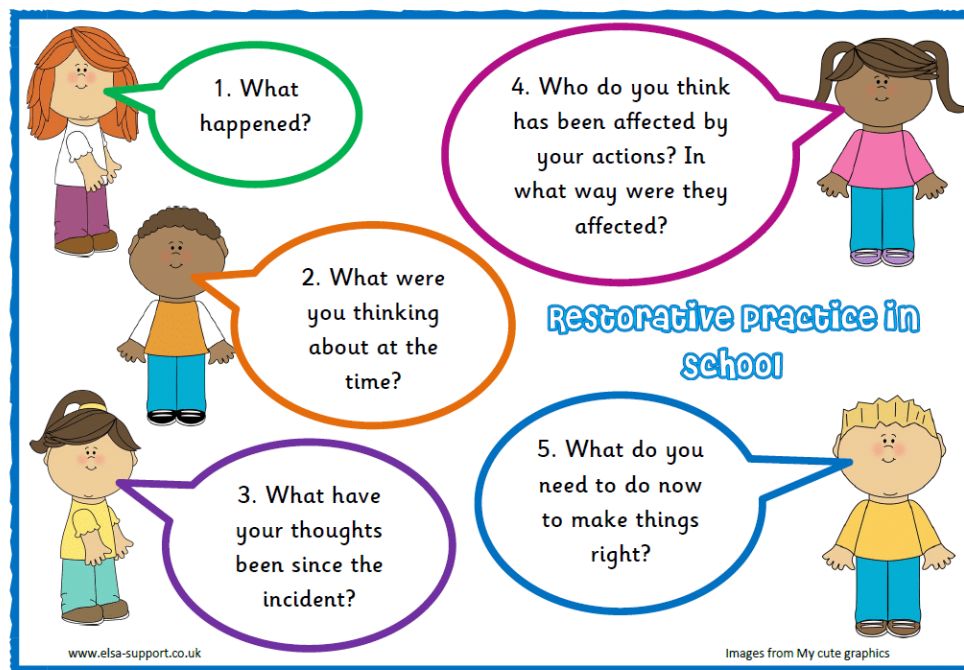 1. What
happened?
2. What were
you thinking
about at the
time?
3. What have
your thoughts
been since the
incident?
4. Who do you think
has been affected by
your actions? In
what way were they
affected?
Restorative Practice in
school
5. What do you
need to do now
to make things
right?
www.elsa-support.co.uk
Images from My cute graphics